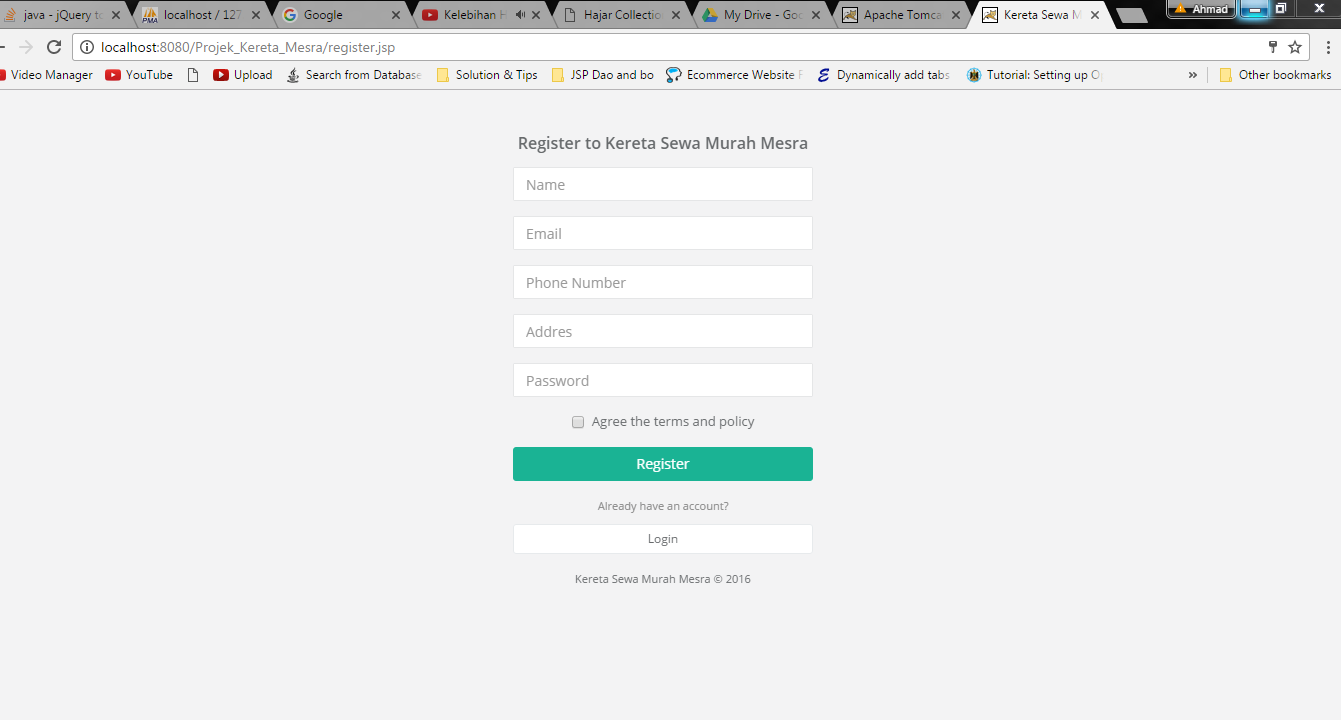 java - jQuery to
localhost / 127
Google
Kelebihan H
Hajar Collectio
My Drive - Goo
Apache Tomca
Kereta Sewa M
Ahmad
localhost:8080/Projek_Kereta_Mesra/register.jsp
Video Manager
YouTube
Upload
Search from Database
Solution & Tips
JSP Dao and bo
Ecommerce Website F
Dynamically add tabs
Tutorial: Setting up Op
»
Other bookmarks
Register to Kereta Sewa Murah Mesra
Name
Email
Phone Number
Addres
Password
Agree the terms and policy
Register
Already have an account?
Login
Kereta Sewa Murah Mesra © 2016